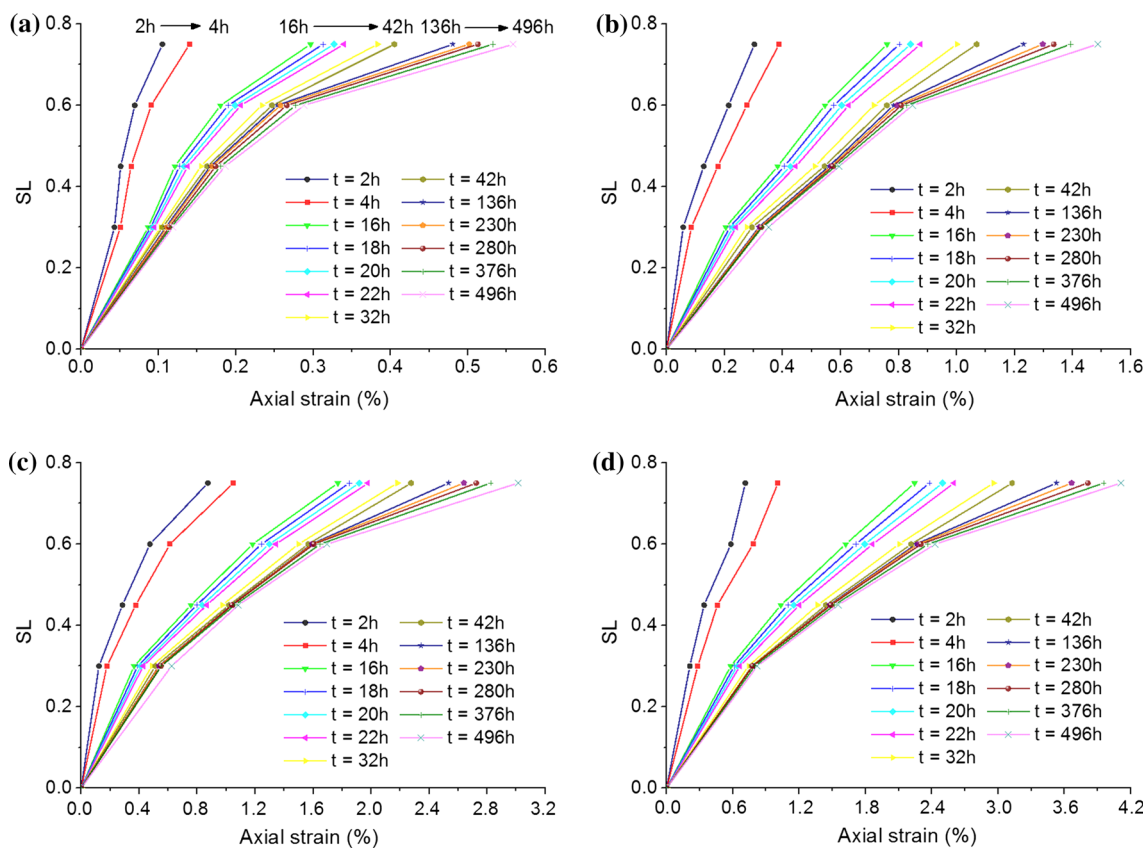 (a)
2h 4h 16h 42h 136h 496h
0.8
0.6
0.4
0.2
0.0
SL
t = 2h
t = 4h
t = 16h
t = 18h
t = 20h
t = 22h
t = 32h
t = 42h
t = 136h
t = 230h
t = 280h
t = 376h
t = 496h
0.0 0.1 0.2 0.3 0.4 0.5 0.6
Axial strain (%)
(b)
0.8
0.6
0.4
0.2
0.0
SL
t = 2h
t = 4h
t = 16h
t = 18h
t = 20h
t = 22h
t = 32h
t = 42h
t = 136h
t = 230h
t = 280h
t = 376h
t = 496h
0.0 0.2 0.4 0.6 0.8 1.0 1.2 1.4 1.6
Axial strain (%)
(c)
0.8
0.6
0.4
0.2
0.0
SL
t = 2h
t = 4h
t = 16h
t = 18h
t = 20h
t = 22h
t = 32h
t = 42h
t = 136h
t = 230h
t = 280h
t = 376h
t = 496h
0.0 0.4 0.8 1.2 1.6 2.0 2.4 2.8 3.2
Axial strain (%)
(d)
0.8
0.6
0.4
0.2
0.0
SL
t = 2h
t = 4h
t = 16h
t = 18h
t = 20h
t = 22h
t = 32h
t = 42h
t = 136h
t = 230h
t = 280h
t = 376h
t = 496h
0.0 0.6 1.2 1.8 2.4 3.0 3.6 4.2
Axial strain (%)